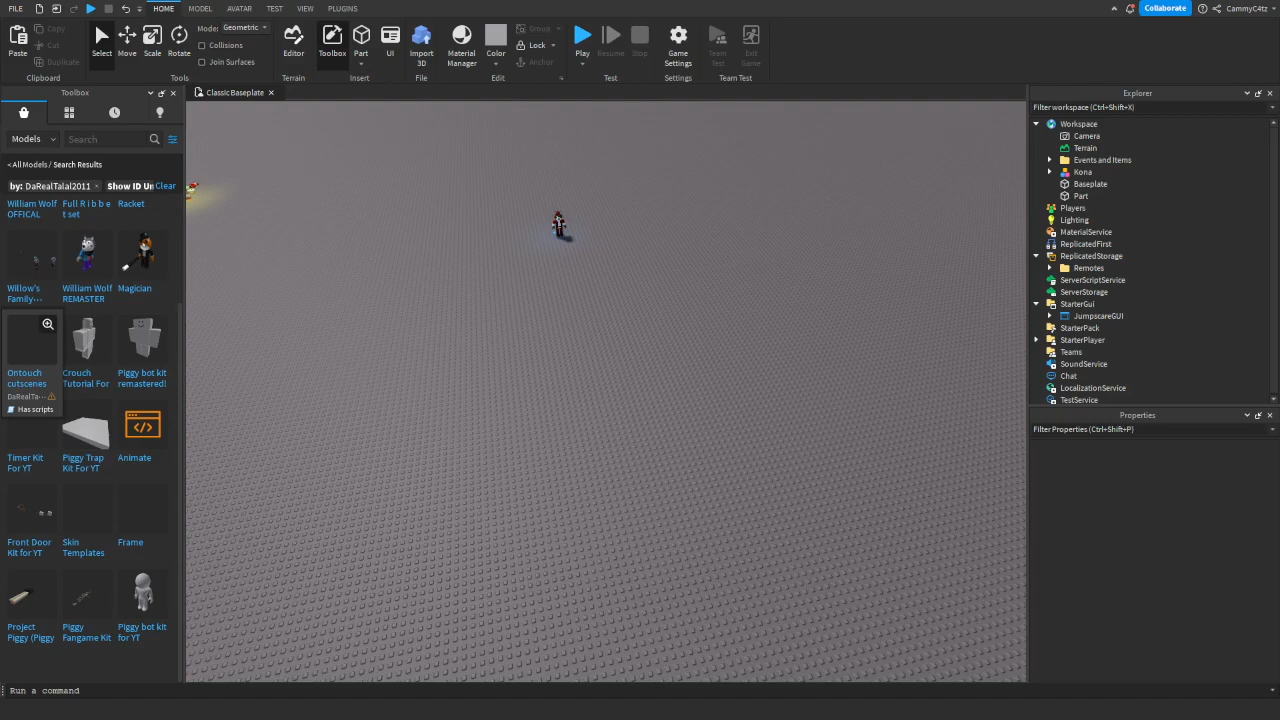 FILE
HOME
MODEL
AVATAR
TEST
VIEW
PLUGINS
Collaborate
CammyC4tz
Paste
Copy
Cut
Duplicate
Clipboard
Select
Move
Scale
Rotate
Mode:
Geometric
Collisions
Join Surfaces
Tools
Editor
Terrain
Toolbox
Part
UI
Insert
Import
3D
File
Material
Manager
Color
Group
Lock
Anchor
Edit
Play
Resume
Stop
Test
Game
Settings
Settings
Team
Test
Exit
Game
Team Test
Toolbox
Models
Search
<All Models / Search Results
by: DaRealTalal2011
Show ID Un
Clear
William Wolf
OFFICAL
Full R i b b e
t set
Racket
Willow's
Family...
William Wolf
REMASTER
Magician
Ontouch
cutscenes
DaRealTa...
Has scripts
Crouch
Tutorial For
Piggy bot kit
remastered!
Timer Kit
For YT
Piggy Trap
Kit For YT
Animate
Front Door
Kit for YT
Skin
Templates
Frame
Project
Piggy (Piggy
Piggy
Fangame Kit
Piggy bot kit
for YT
Classic Baseplate
Explorer
Filter workspace (Ctrl+Shift+X)
Workspace
Camera
Terrain
Events and Items
Kona
Baseplate
Part
Players
Lighting
MaterialService
ReplicatedFirst
ReplicatedStorage
Remotes
ServerScriptService
ServerStorage
StarterGui
JumpscareGUI
StarterPack
StarterPlayer
Teams
SoundService
Chat
LocalizationService
TestService
Properties
Filter Properties (Ctrl+Shift+P)
Run a command